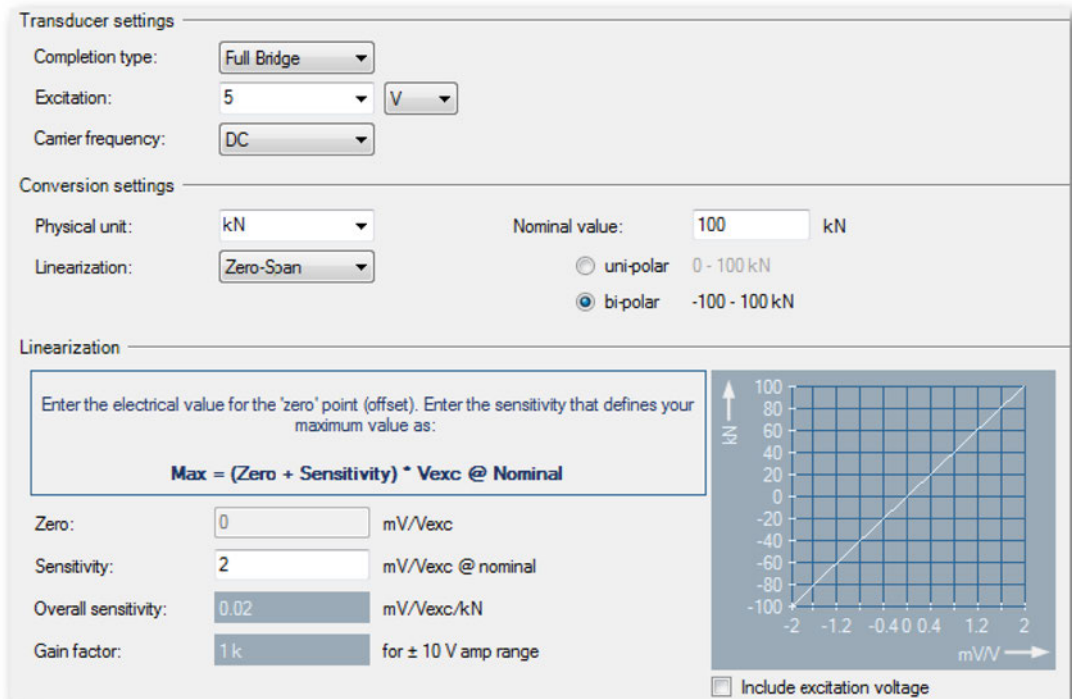 Transducer settings
Completion type: Full Bridge
Excitation: 5 V
Carrier frequency: DC
Conversion settings
Physical unit: kN Nominal value: 100 kN
Linearization: Zero-Span uni-polar 0 - 100 kN
bi-polar -100 - 100 kN
Linearization
Enter the electrical value for the 'zero' point (offset). Enter the sensitivity that defines your
maximum value as:
Max = (Zero + Sensitivity) * Vexc @ Nominal
Zero: 0 mV/Vexc
Sensitivity: 2 mV/Vexc @ nominal
Overall sensitivity: 0.02 mV/Vexc/kN
Gain factor: 1 k for ± 10 V amp range
kN
100
80
60
40
20
0
-20
-40
-60
-80
-100
-2 -1.2 -0.4 0 0.4 1.2 2
mV/V
Include excitation voltage